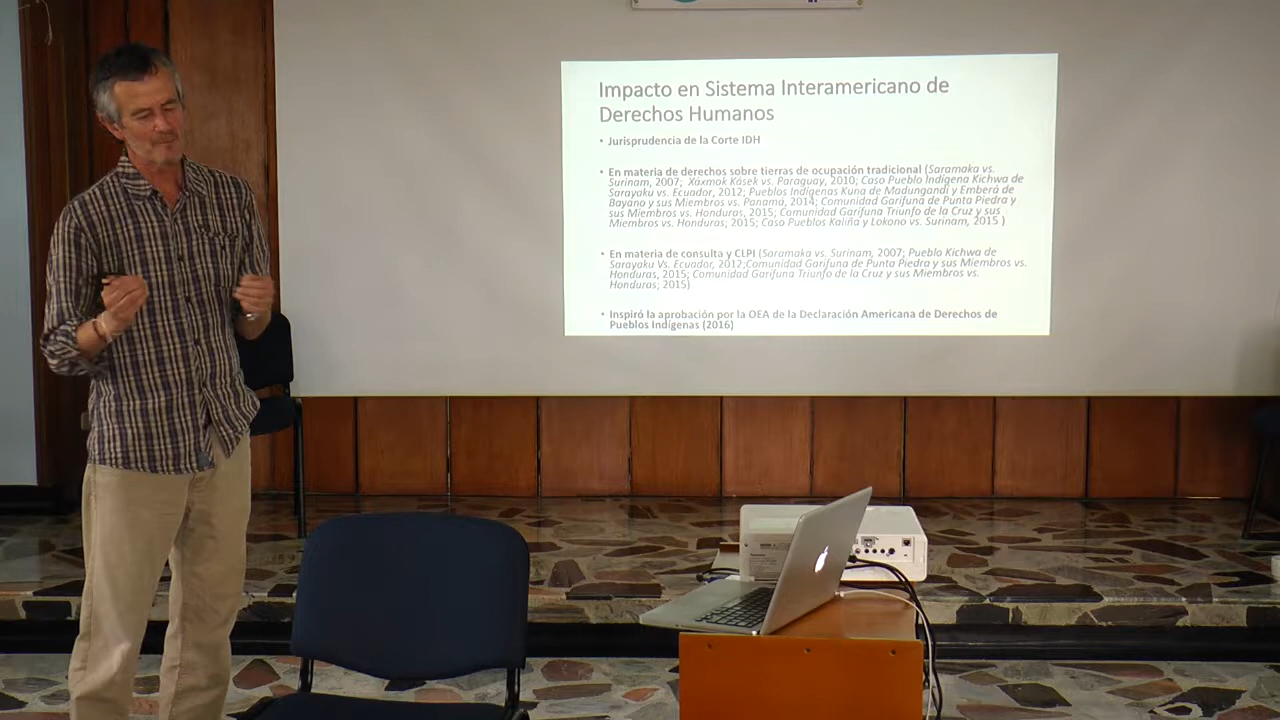 Impacto en Sistema Interamericano de
Derechos Humanos
• Jurisprudencia de la Corte IDH
• En materia de derechos sobre tierras de ocupación tradicional (Saramaka vs.
Surinam, 2007; Xáxmok Kásek vs. Paraguay, 2010; Caso Pueblo Indígena Kichwa de
Sarayaku vs. Ecuador, 2012; Pueblos Indígenas Kuna de Madungandi y Emberá de
Bayano y sus Miembros vs. Panamá, 2014; Comunidad Garífuna de Punta Piedra y
sus Miembros vs. Honduras, 2015; Comunidad Garífuna Triunfo de la Cruz y sus
Miembros vs. Honduras; 2015; Caso Pueblos Kaliña y Lokono vs. Surinam, 2015 )
• En materia de consulta y CLPI (Saramaka vs. Surinam, 2007; Pueblo Kichwa de
Sarayaku Vs. Ecuador, 2012;Comunidad Garífuna de Punta Piedra y sus Miembros vs.
Honduras, 2015; Comunidad Garífuna Triunfo de la Cruz y sus Miembros vs.
Honduras; 2015)
• Inspiró la aprobación por la OEA de la Declaración Americana de Derechos de
Pueblos Indígenas (2016)